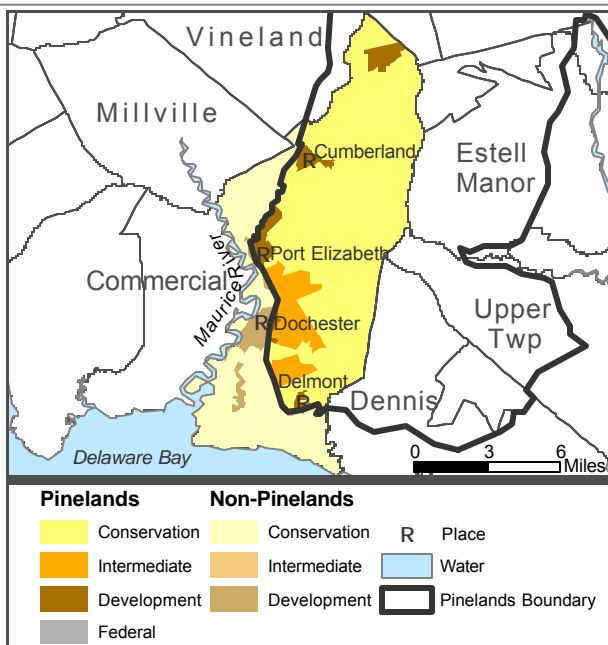 Vineland
Millville
R Cumberland
Estell
Manor
R Port Elizabeth
Maurice River
Commercial
R Dochester
Upper
Twp
Delmont
R
Dennis
Delaware Bay
0 3 6
Miles
Pinelands Non-Pinelands
Conservation Conservation R Place
Intermediate Intermediate Water
Development Development Pinelands Boundary
Federal